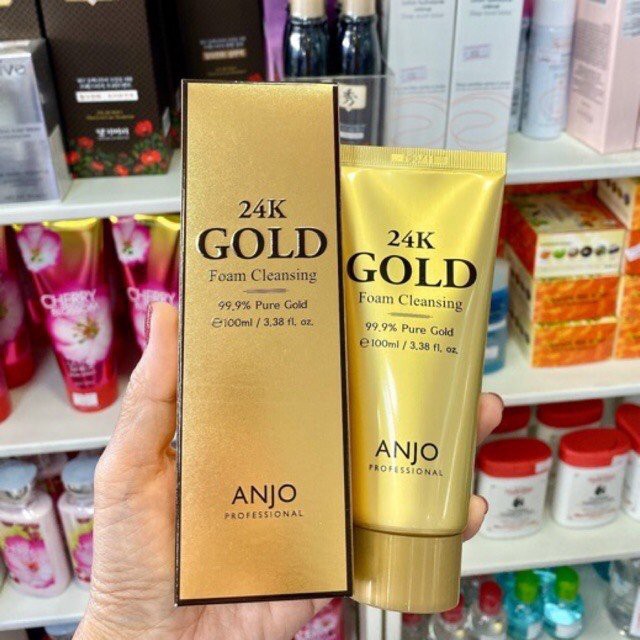 24K
GOLD
Foam Cleansing
99,9% Pure Gold
℮100ml / 3.38 fl. oz.
ANJO
PROFESSIONAL
24K
GOLD
Foam Cleansing
99,9% Pure Gold
℮100ml / 3.38 fl. oz.
ANJO
PROFESSIONAL
CHERRY
秀